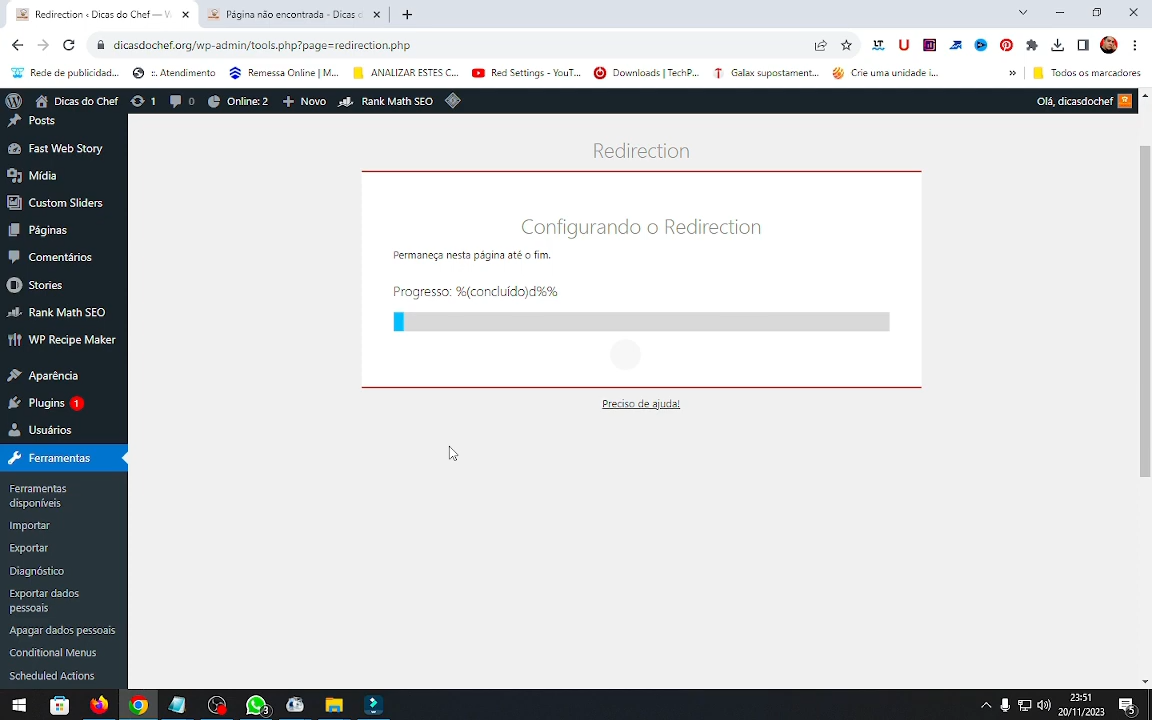 Redirection ‹ Dicas do Chef — W
Página não encontrada - Dicas c
dicasdochef.org/wp-admin/tools.php?page=redirection.php
Rede de publicidad...
:. Atendimento
Remessa Online | M...
ANALIZAR ESTES C...
Red Settings - YouT...
Downloads | TechP...
Galax supostament...
Crie uma unidade i...
»
Todos os marcadores
Dicas do Chef
1
0
Online: 2
Novo
Rank Math SEO
Olá, dicasdochef
Posts
Fast Web Story
Mídia
Custom Sliders
Páginas
Comentários
Stories
Rank Math SEO
WP Recipe Maker
Aparência
Plugins 1
Usuários
Ferramentas
Ferramentas
disponíveis
Importar
Exportar
Diagnóstico
Exportar dados
pessoais
Apagar dados pessoais
Conditional Menus
Scheduled Actions
Redirection
Configurando o Redirection
Permaneça nesta página até o fim.
Progresso: %(concluído)d%%
Preciso de ajuda!
3
23:51
20/11/2023
5